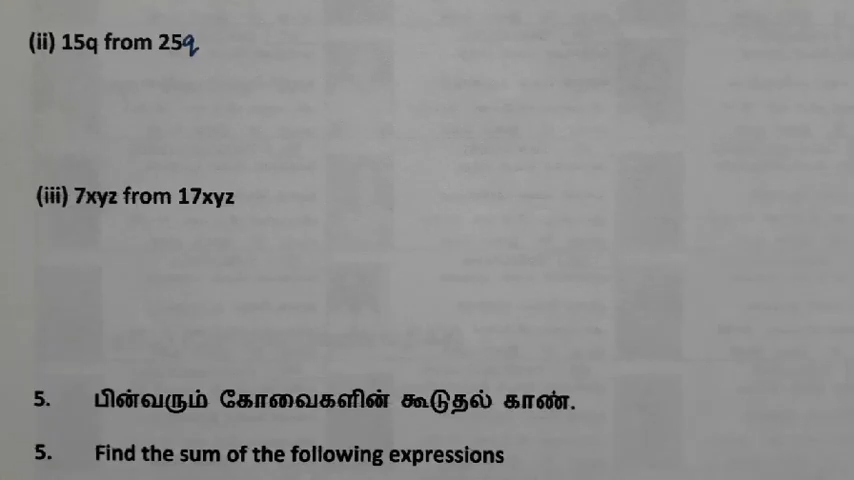 (ii) 15q from 25q
(iii) 7xyz from 17xyz
5. பின்வரும் கோவைகளின் கூடுதல் காண்.
5. Find the sum of the following expressions